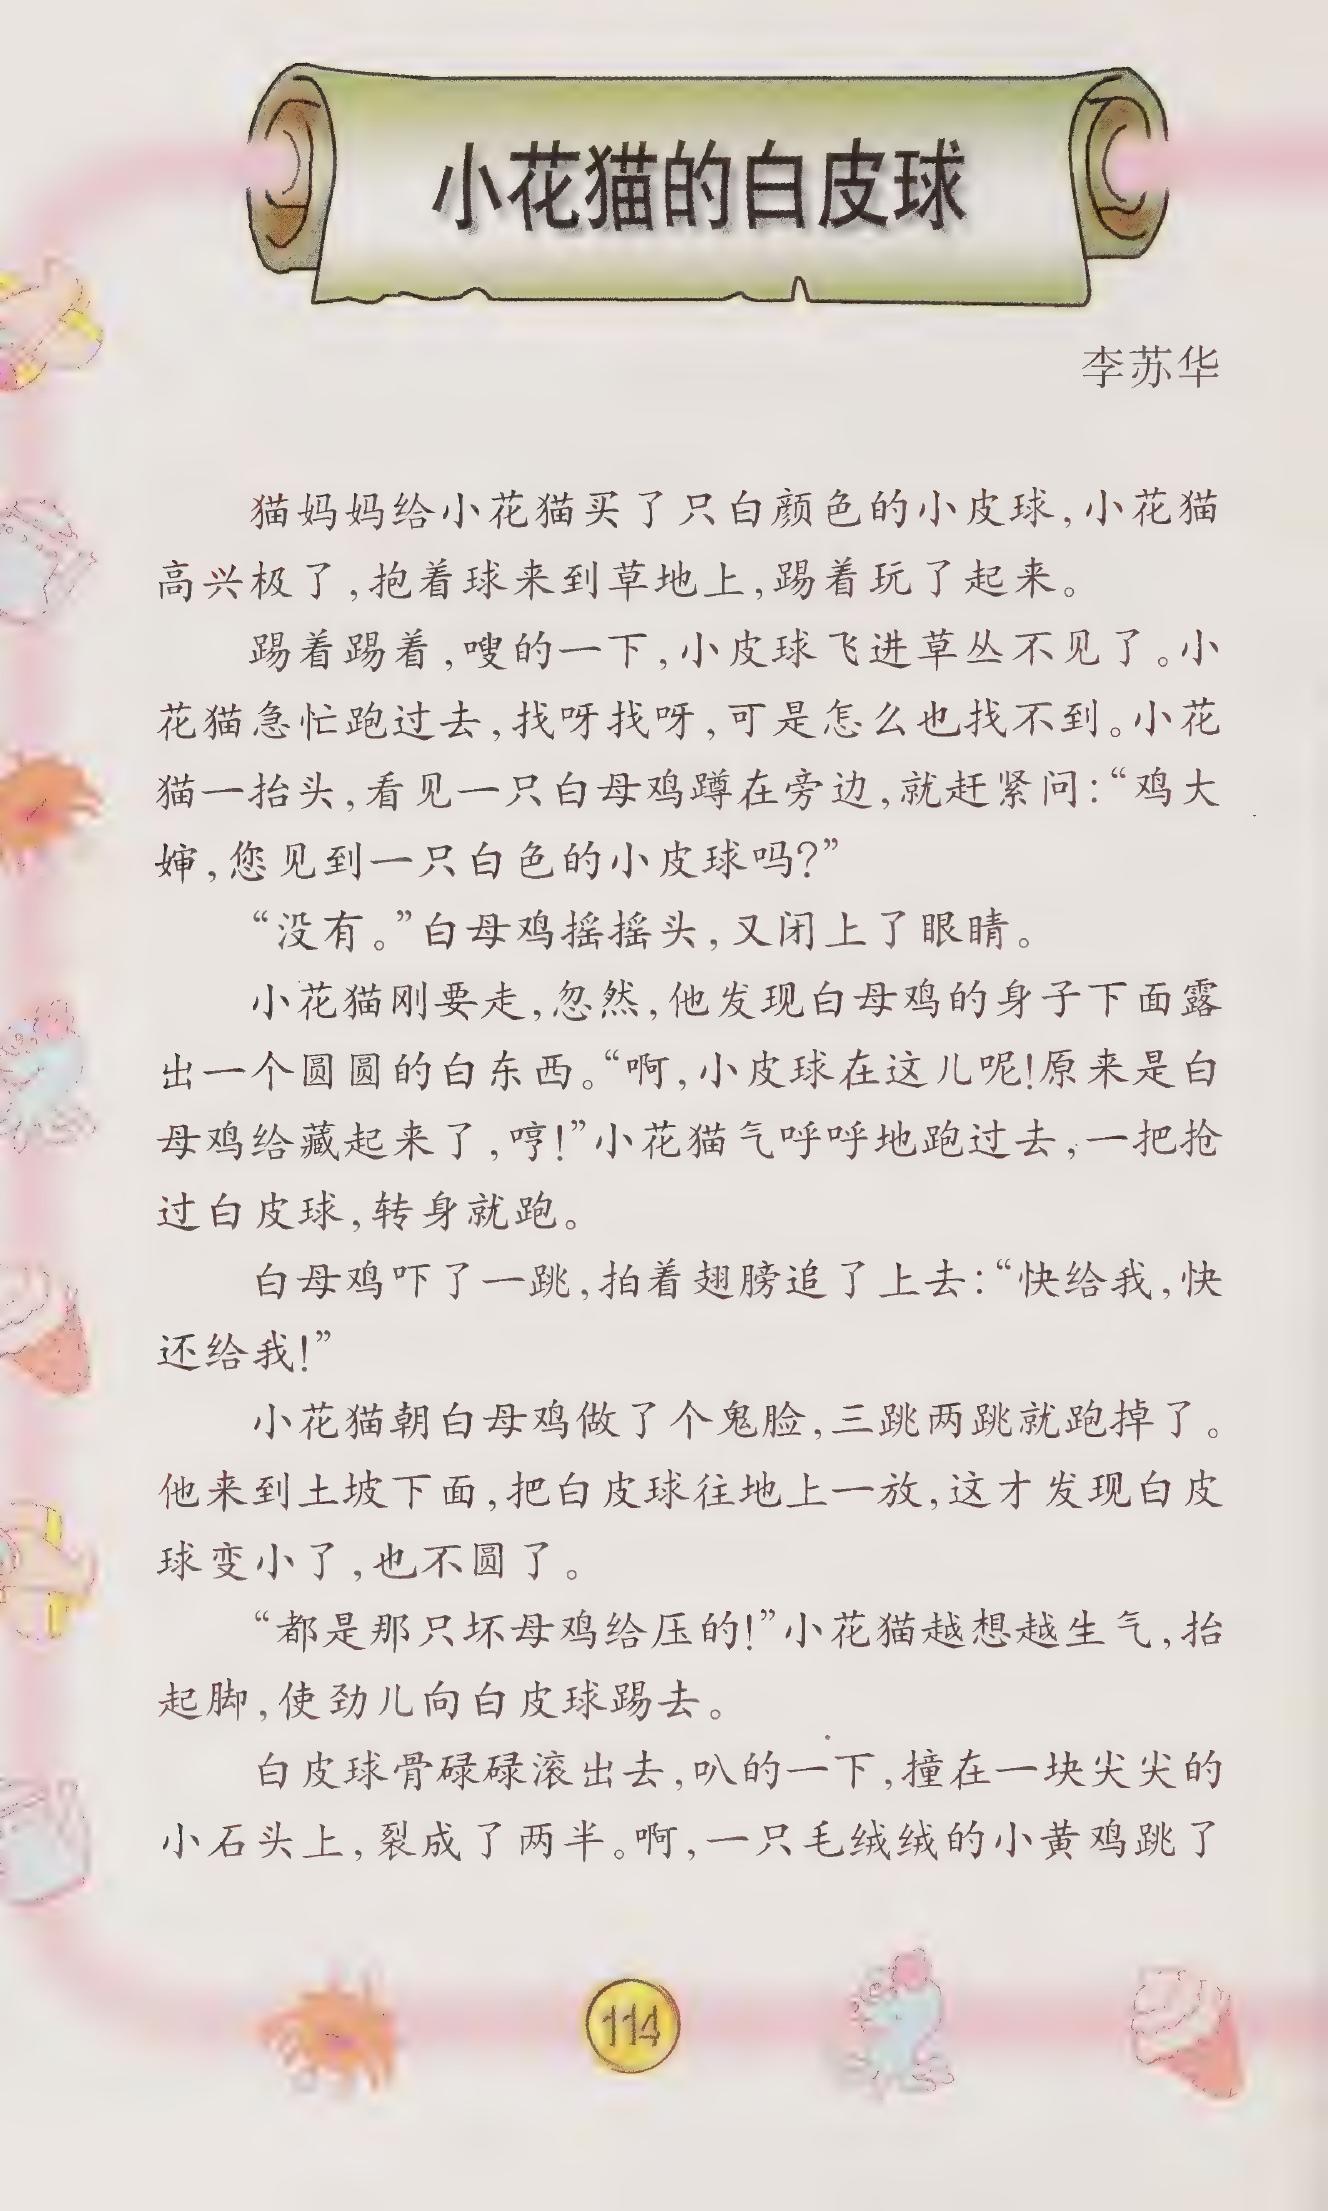 小花猫的白皮球
李苏华
猫妈妈给小花猫买了只白颜色的小皮球,小花猫
高兴极了,抱着球来到草地上,踢着玩了起来。
踢着踢着,嗖的一下,小皮球飞进草丛不见了。小
花猫急忙跑过去,找呀找呀,可是怎么也找不到。小花
猫一抬头,看见一只白母鸡蹲在旁边,就赶紧问:“鸡大
婶,您见到一只白色的小皮球吗?”
“没有。”白母鸡摇摇头,又闭上了眼睛。
小花猫刚要走,忽然,他发现白母鸡的身子下面露
出一个圆圆的白东西。“啊,小皮球在这儿呢!原来是白
母鸡给藏起来了,哼!”小花猫气呼呼地跑过去,一把抢
过白皮球,转身就跑。
白母鸡吓了一跳,拍着翅膀追了上去:“快给我,快
还给我!”
小花猫朝白母鸡做了个鬼脸,三跳两跳就跑掉了。
他来到土坡下面,把白皮球往地上一放,这才发现白皮
球变小了,也不圆了。
“都是那只坏母鸡给压的!”小花猫越想越生气,抬
起脚,使劲儿向白皮球踢去。
白皮球骨碌碌滚出去,叭的一下,撞在一块尖尖的
小石头上,裂成了两半。啊,一只毛绒绒的小黄鸡跳了
114